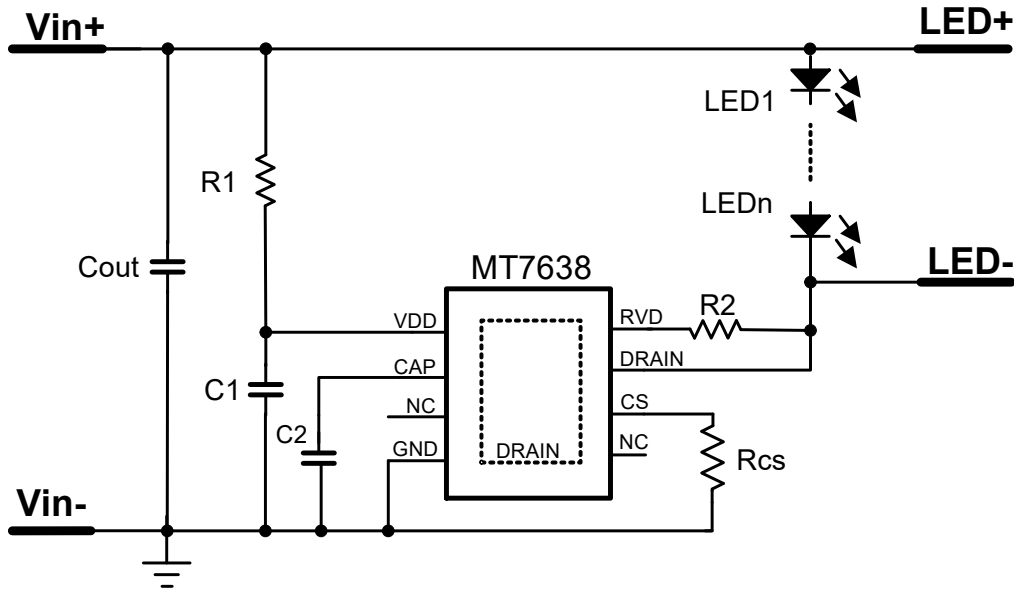 Vin+
LED+
LED1
R1
LEDn
Cout
MT7638
LED-
VDD
RVD
R2
CAP
DRAIN
C1
NC
CS
C2
GND
DRAIN
NC
Rcs
Vin-